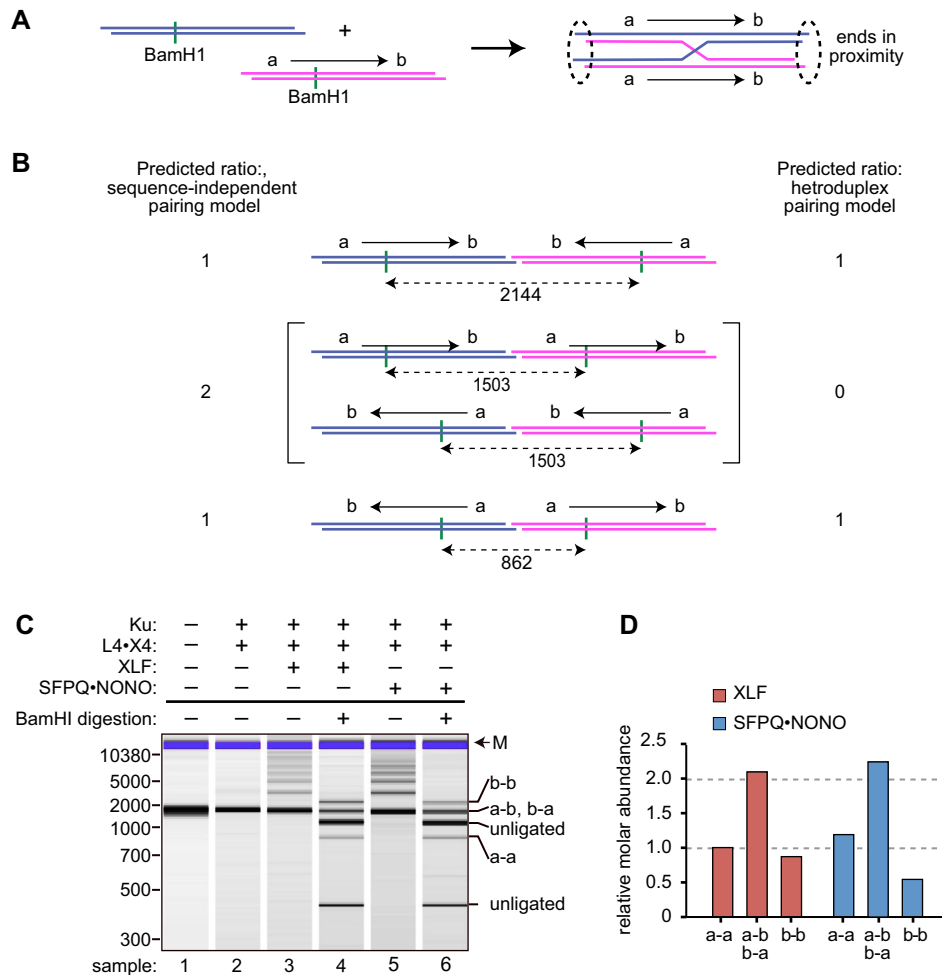 A
BamH1
+
a b
BamH1
a b
a b
ends in
proximity
B
Predicted ratio:,
sequence-independent
pairing model
Predicted ratio:
hetroduplex
pairing model
1
a b b a
2144
1
2
a b a b
1503
b a b a
1503
0
1
b a a b
862
1
C
Ku: – + + + + +
L4•X4: – + + + + +
XLF: – – + + – –
SFPQ•NONO: – – – – + +
BamHI digestion: – – – + – +
M
10380
5000
2000
1000
700
500
300
b-b
a-b, b-a
unligated
a-a
unligated
sample: 1 2 3 4 5 6
D
XLF
SFPQ•NONO
relative molar abundance
2.5
2.0
1.5
1.0
0.5
0
a-a a-b b-b a-a a-b b-b
b-a b-a